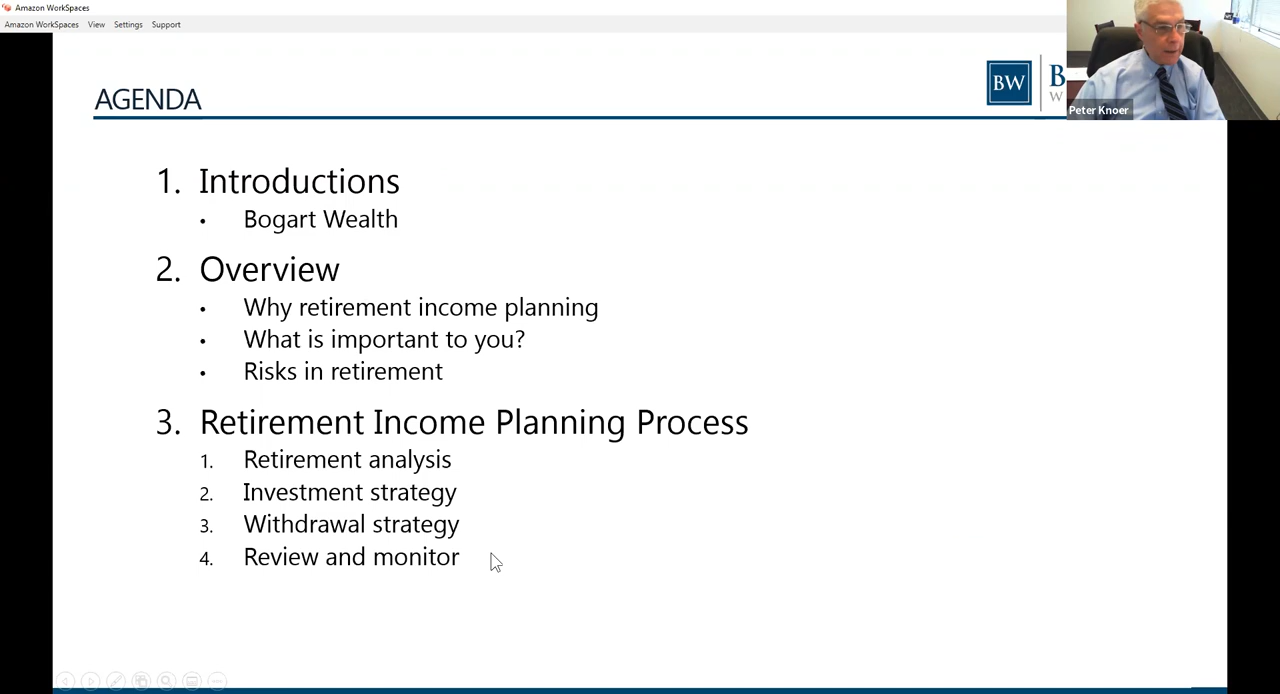 Amazon WorkSpaces
Amazon WorkSpaces View Settings Support
AGENDA
BW
B
W
Peter Knoer
1. Introductions
• Bogart Wealth
2. Overview
• Why retirement income planning
• What is important to you?
• Risks in retirement
3. Retirement Income Planning Process
1. Retirement analysis
2. Investment strategy
3. Withdrawal strategy
4. Review and monitor